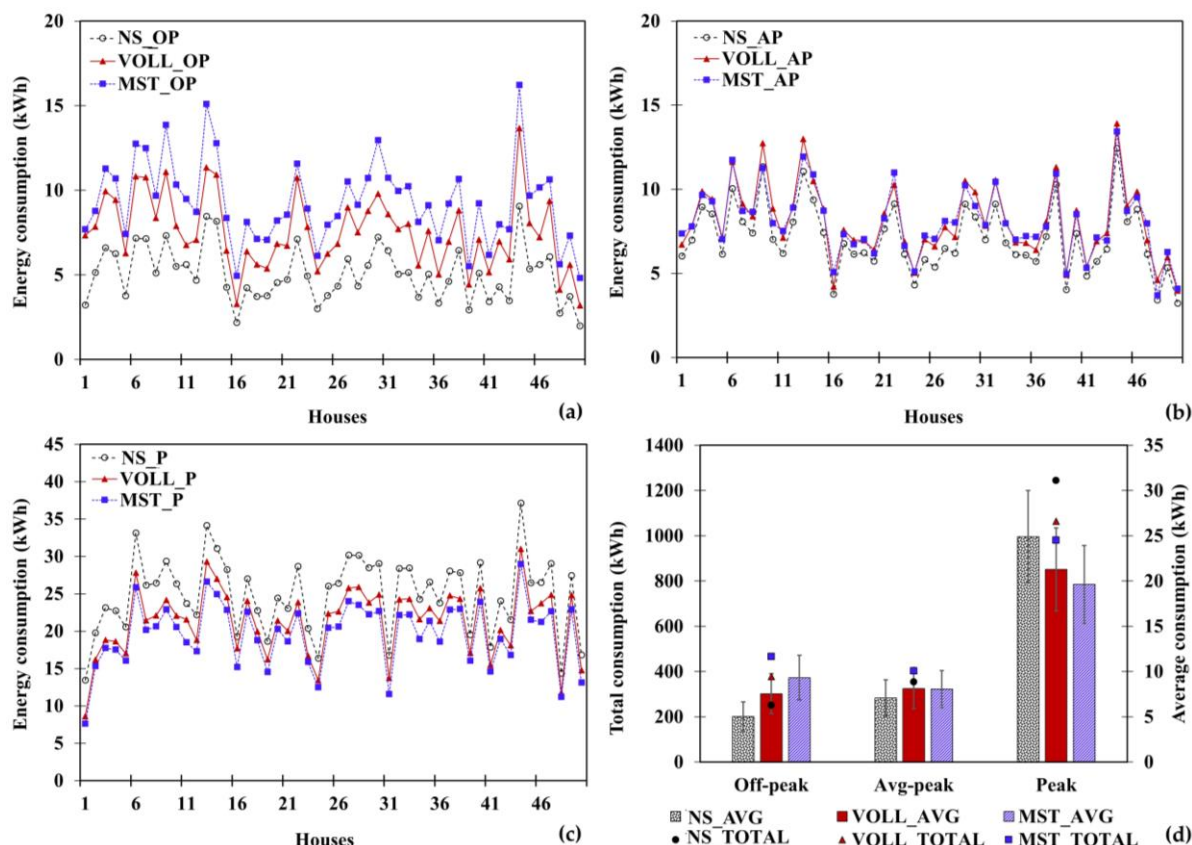 20
15
10
5
0
Energy consumption (kWh)
NS_OP
VOLL_OP
MST_OP
1 6 11 16 21 26 31 36 41 46
Houses
(a)
20
15
10
5
0
Energy consumption (kWh)
NS_AP
VOLL_AP
MST_AP
1 6 11 16 21 26 31 36 41 46
Houses
(b)
45
40
35
30
25
20
15
10
5
0
Energy consumption (kWh)
NS_P
VOLL_P
MST_P
1 6 11 16 21 26 31 36 41 46
Houses
(c)
1400
1200
1000
800
600
400
200
0
Total consumption (kWh)
35
30
25
20
15
10
5
0
Average consumption (kWh)
Off-peak Avg-peak Peak
NS_AVG VOLL_AVG MST_AVG
NS_TOTAL VOLL_TOTAL MST_TOTAL
(d)